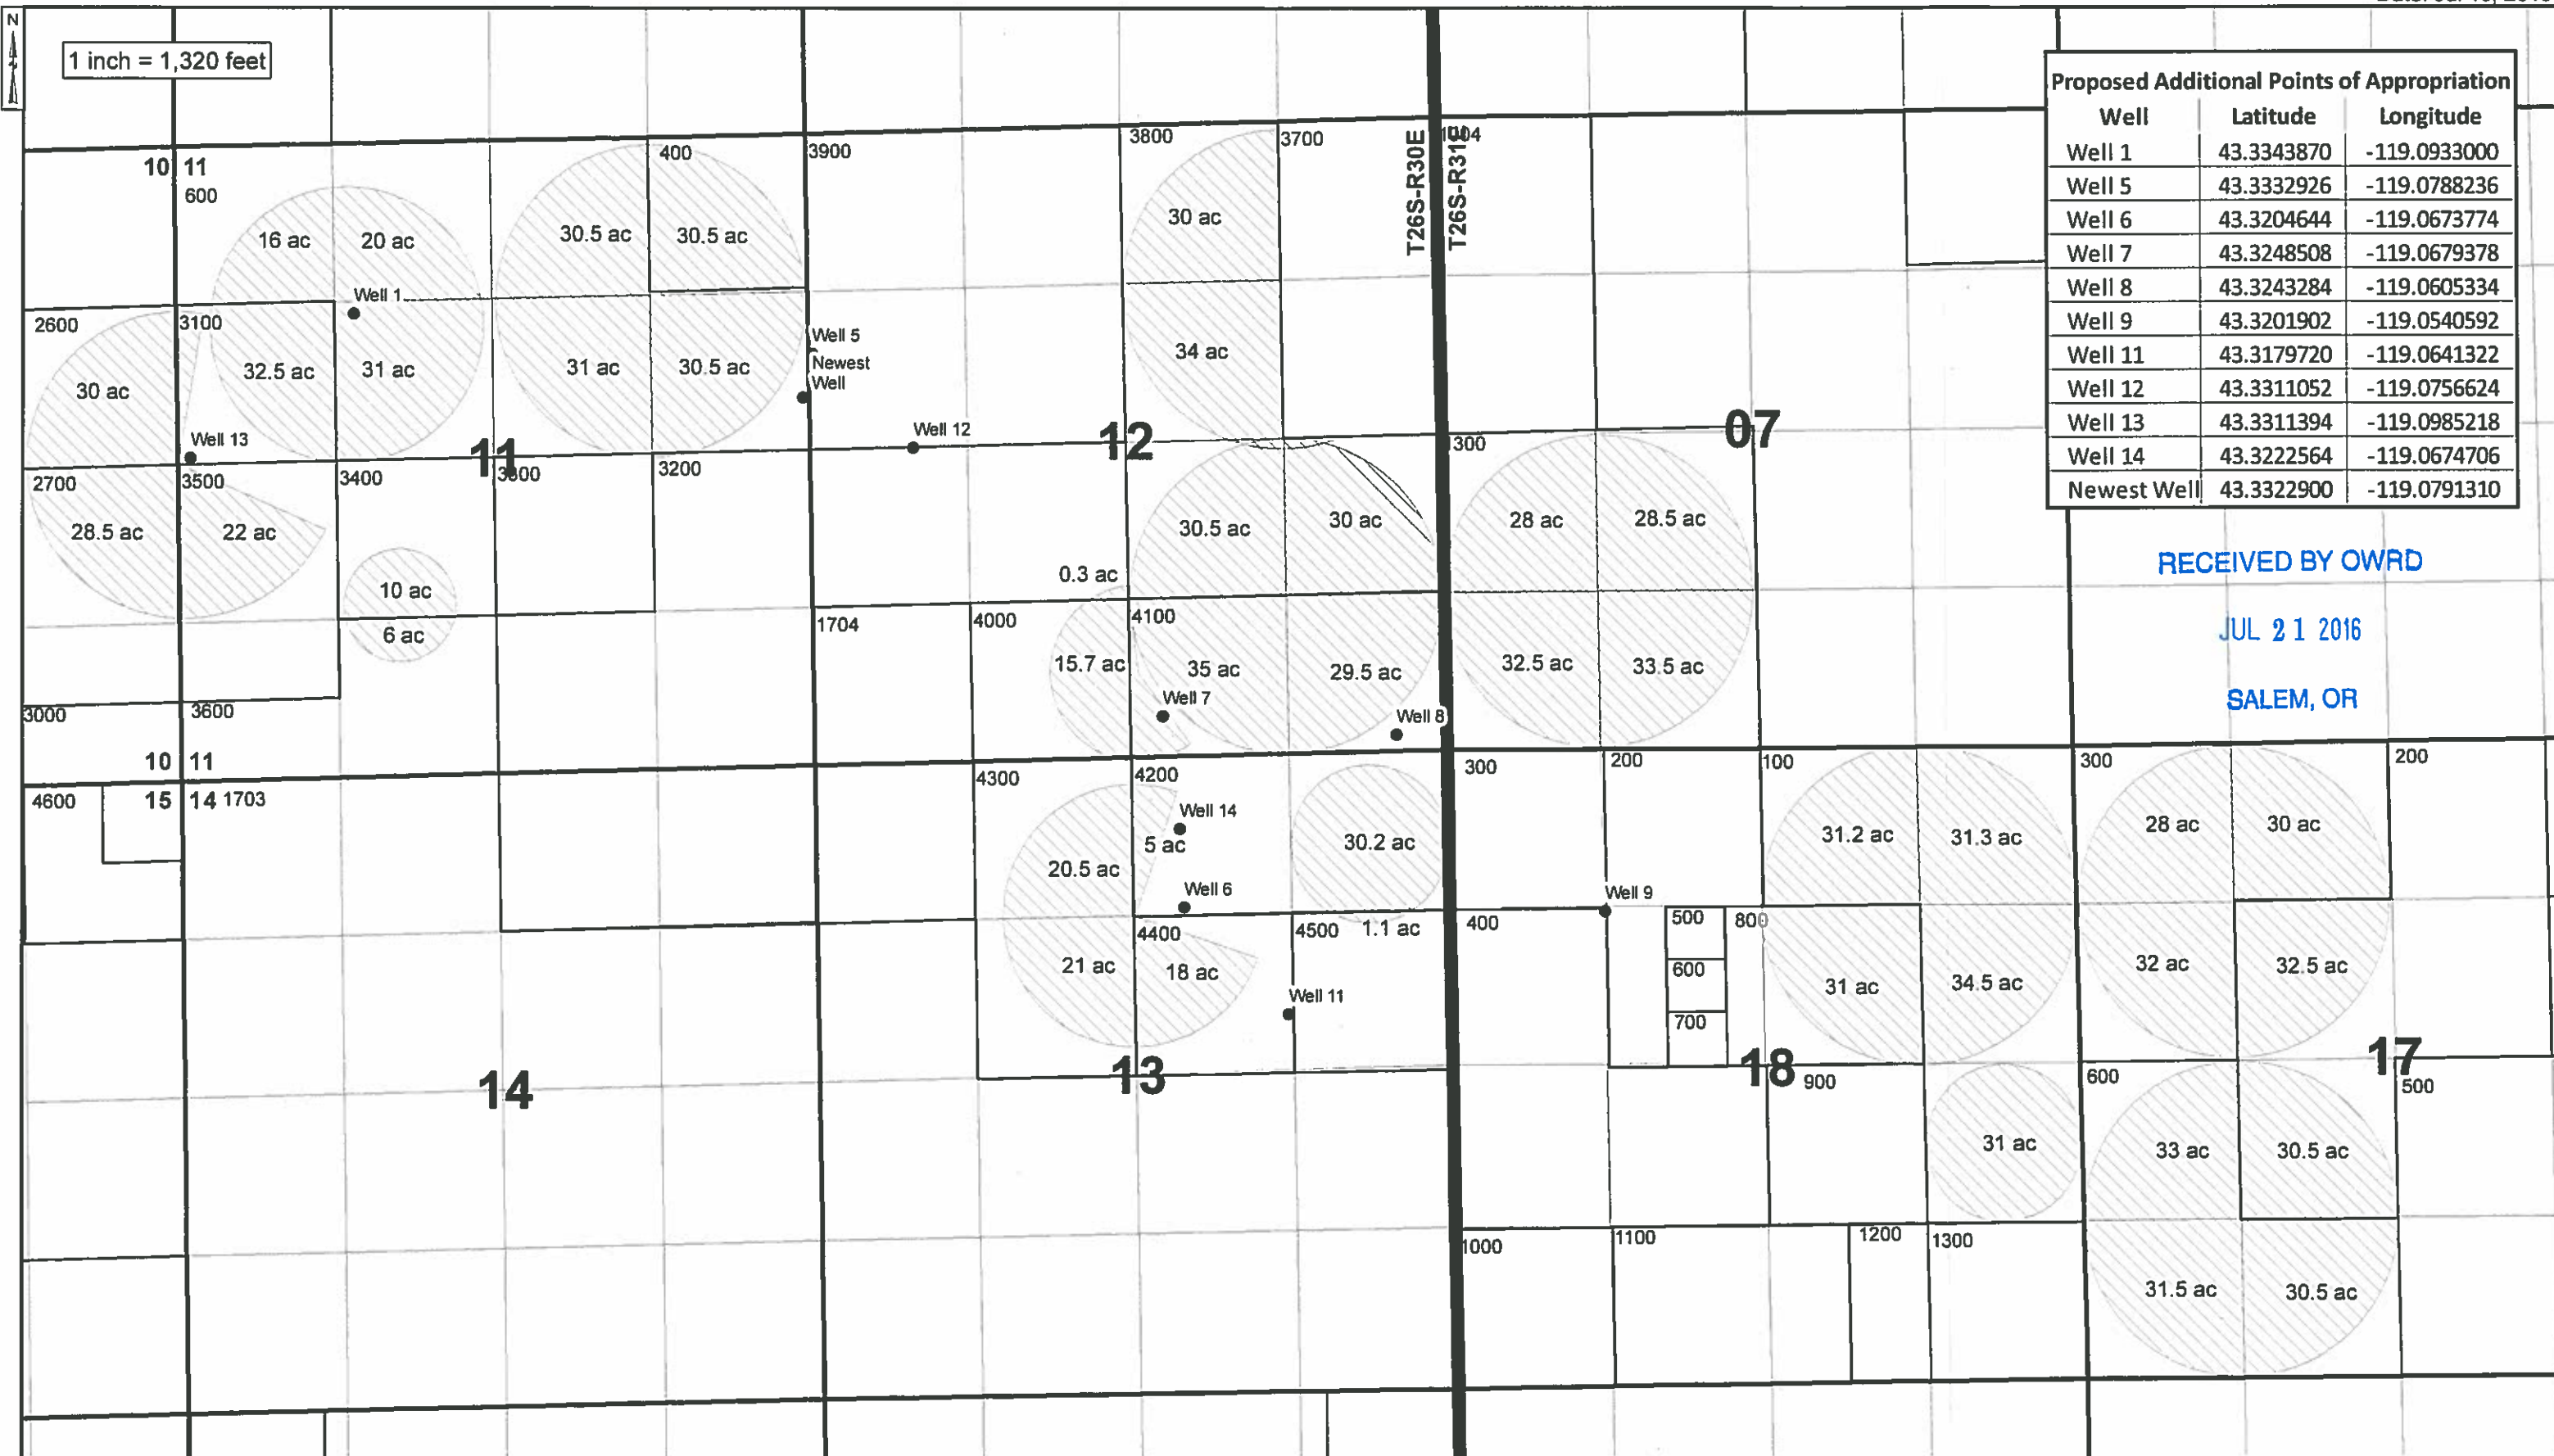 N
1 inch = 1,320 feet
Proposed Additional Points of Appropriation
Well Latitude Longitude
Well 1 43.3343870 -119.0933000
Well 5 43.3332926 -119.0788236
Well 6 43.3204644 -119.0673774
Well 7 43.3248508 -119.0679378
Well 8 43.3243284 -119.0605334
Well 9 43.3201902 -119.0540592
Well 11 43.3179720 -119.0641322
Well 12 43.3311052 -119.0756624
Well 13 43.3311394 -119.0985218
Well 14 43.3222564 -119.0674706
Newest Well 43.3322900 -119.0791310
T26S-R30E
T26S-R31E
3800
3700
400
3900
10 11
600
16 ac
20 ac
30.5 ac
30.5 ac
30 ac
Well 1
2600
3100
Well 5
Newest
Well
32.5 ac
31 ac
31 ac
30.5 ac
34 ac
30 ac
Well 13
11
Well 12
12
300
07
2700
3500
3400
3300
3200
28.5 ac
22 ac
30.5 ac
30 ac
28 ac
28.5 ac
RECEIVED BY OWRD
JUL 21 2016
SALEM, OR
10 ac
6 ac
0.3 ac
1704
4000
4100
15.7 ac
35 ac
29.5 ac
32.5 ac
33.5 ac
Well 7
Well 8
3000
3600
10 11
15 14
4600
1703
4300
4200
300
200
100
300
200
Well 14
5 ac
20.5 ac
30.2 ac
31.2 ac
31.3 ac
28 ac
30 ac
Well 6
Well 9
4400
4500
1.1 ac
400
500
800
600
700
21 ac
18 ac
Well 11
31 ac
34.5 ac
32 ac
32.5 ac
14
13
18
900
600
17
500
31 ac
33 ac
30.5 ac
1000
1100
1200
1300
31.5 ac
30.5 ac